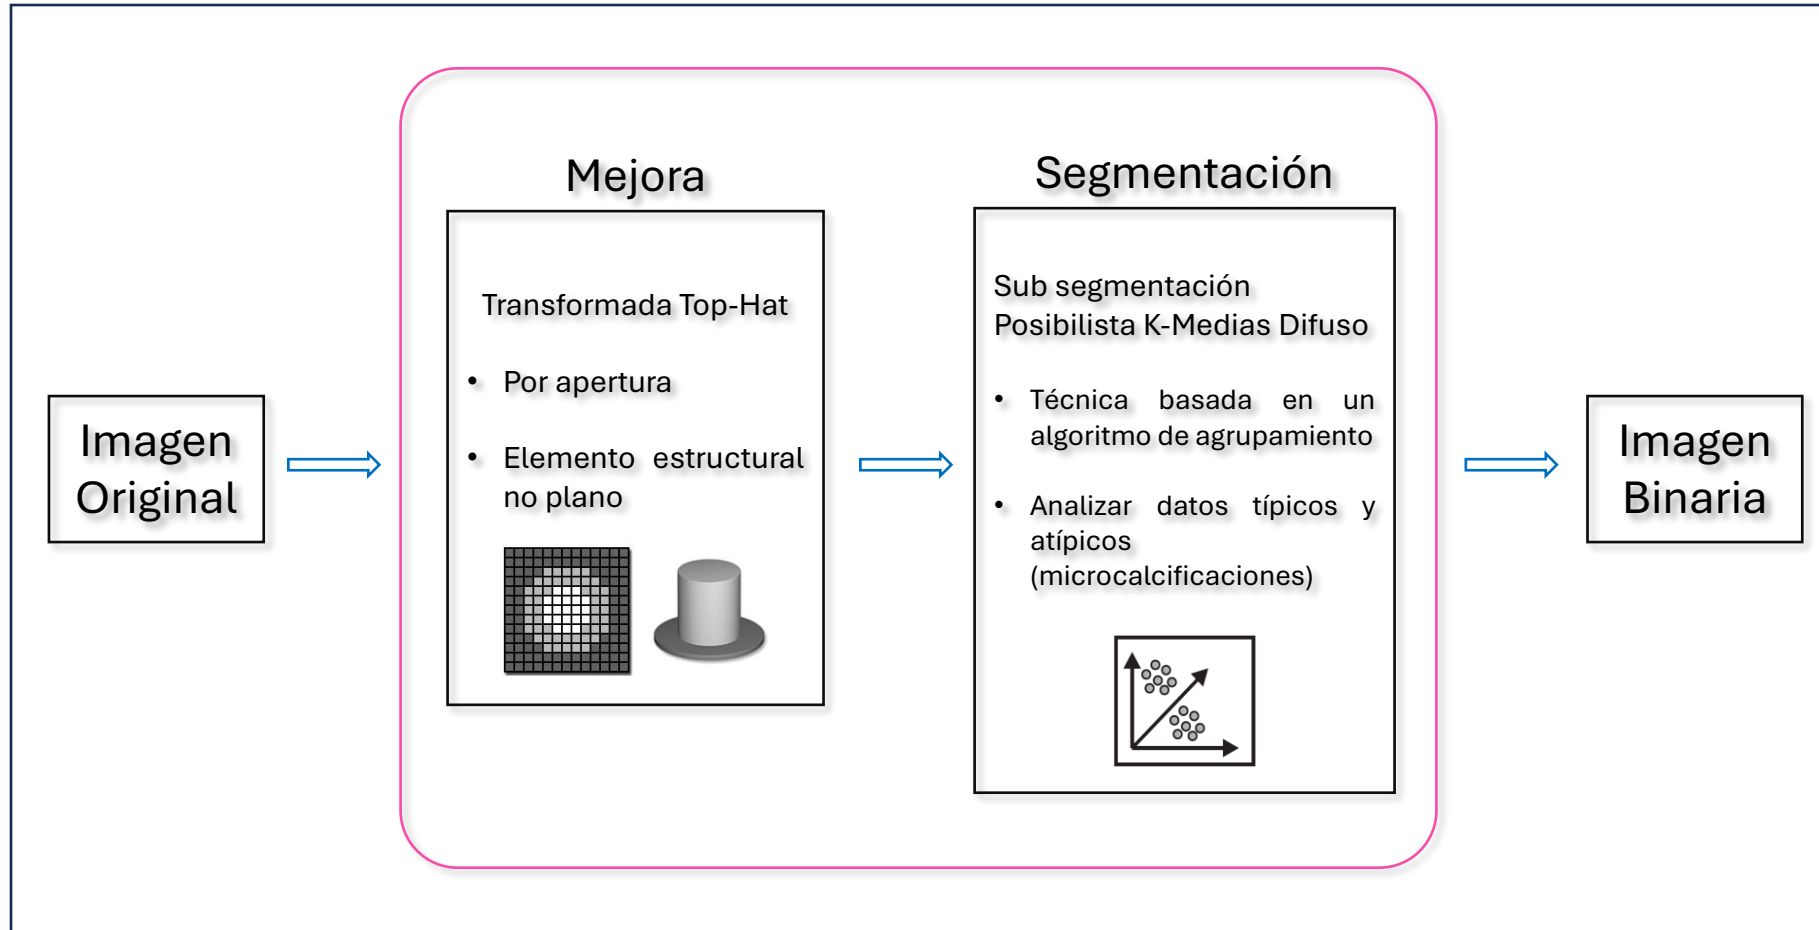 Imagen
Original
Mejora
Transformada Top-Hat
• Por apertura
• Elemento estructural
no plano
Segmentación
Sub segmentación
Posibilista K-Medias Difuso
• Técnica basada en un
algoritmo de agrupamiento
• Analizar datos típicos y
atípicos
(microcalcificaciones)
Imagen
Binaria